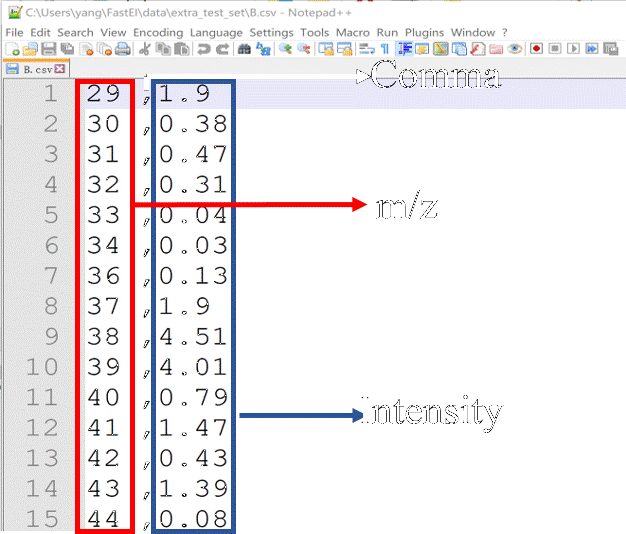 C:\Users\yang\FastEI\data\extra_test_set\B.csv - Notepad++
File Edit Search View Encoding Language Settings Tools Macro Run Plugins Window ?
B. csv
Comma
1 29 ,1.9
2 30 ,0.38
3 31 ,0.47
4 32 ,0.31
5 33 ,0.04
m/z
6 34 ,0.03
7 36 ,0.13
8 37 ,1.9
9 38 ,4.51
10 39 ,4.01
11 40 ,0.79
Intensity
12 41 ,1.47
13 42 ,0.43
14 43 ,1.39
15 44 ,0.08